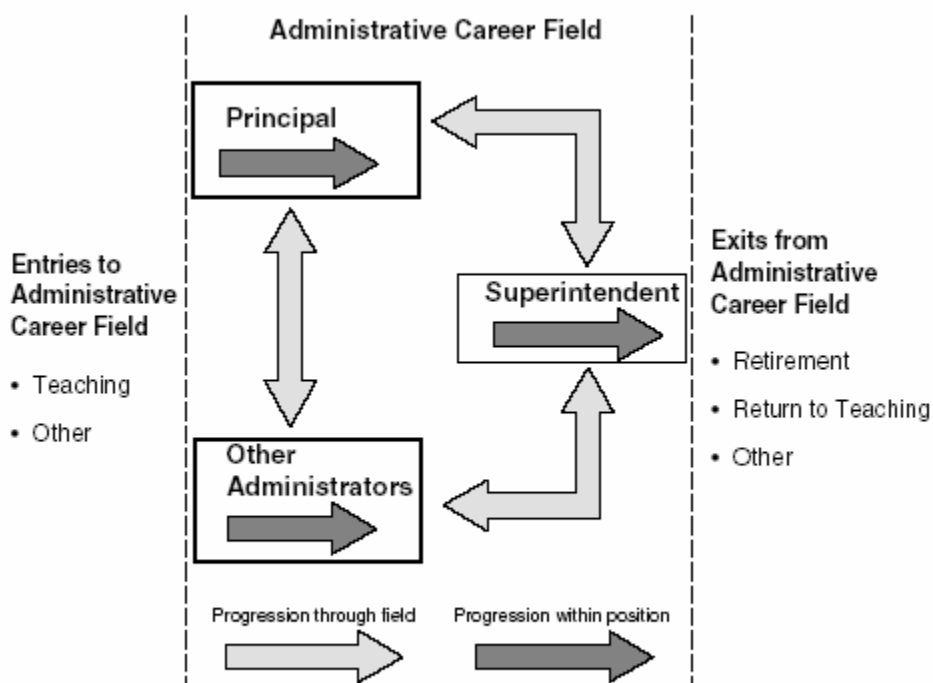 Administrative Career Field
Principal
Entries to
Administrative
Career Field
• Teaching
• Other
Superintendent
Other
Administrators
Exits from
Administrative
Career Field
• Retirement
• Return to Teaching
• Other
Progression through field
Progression within position